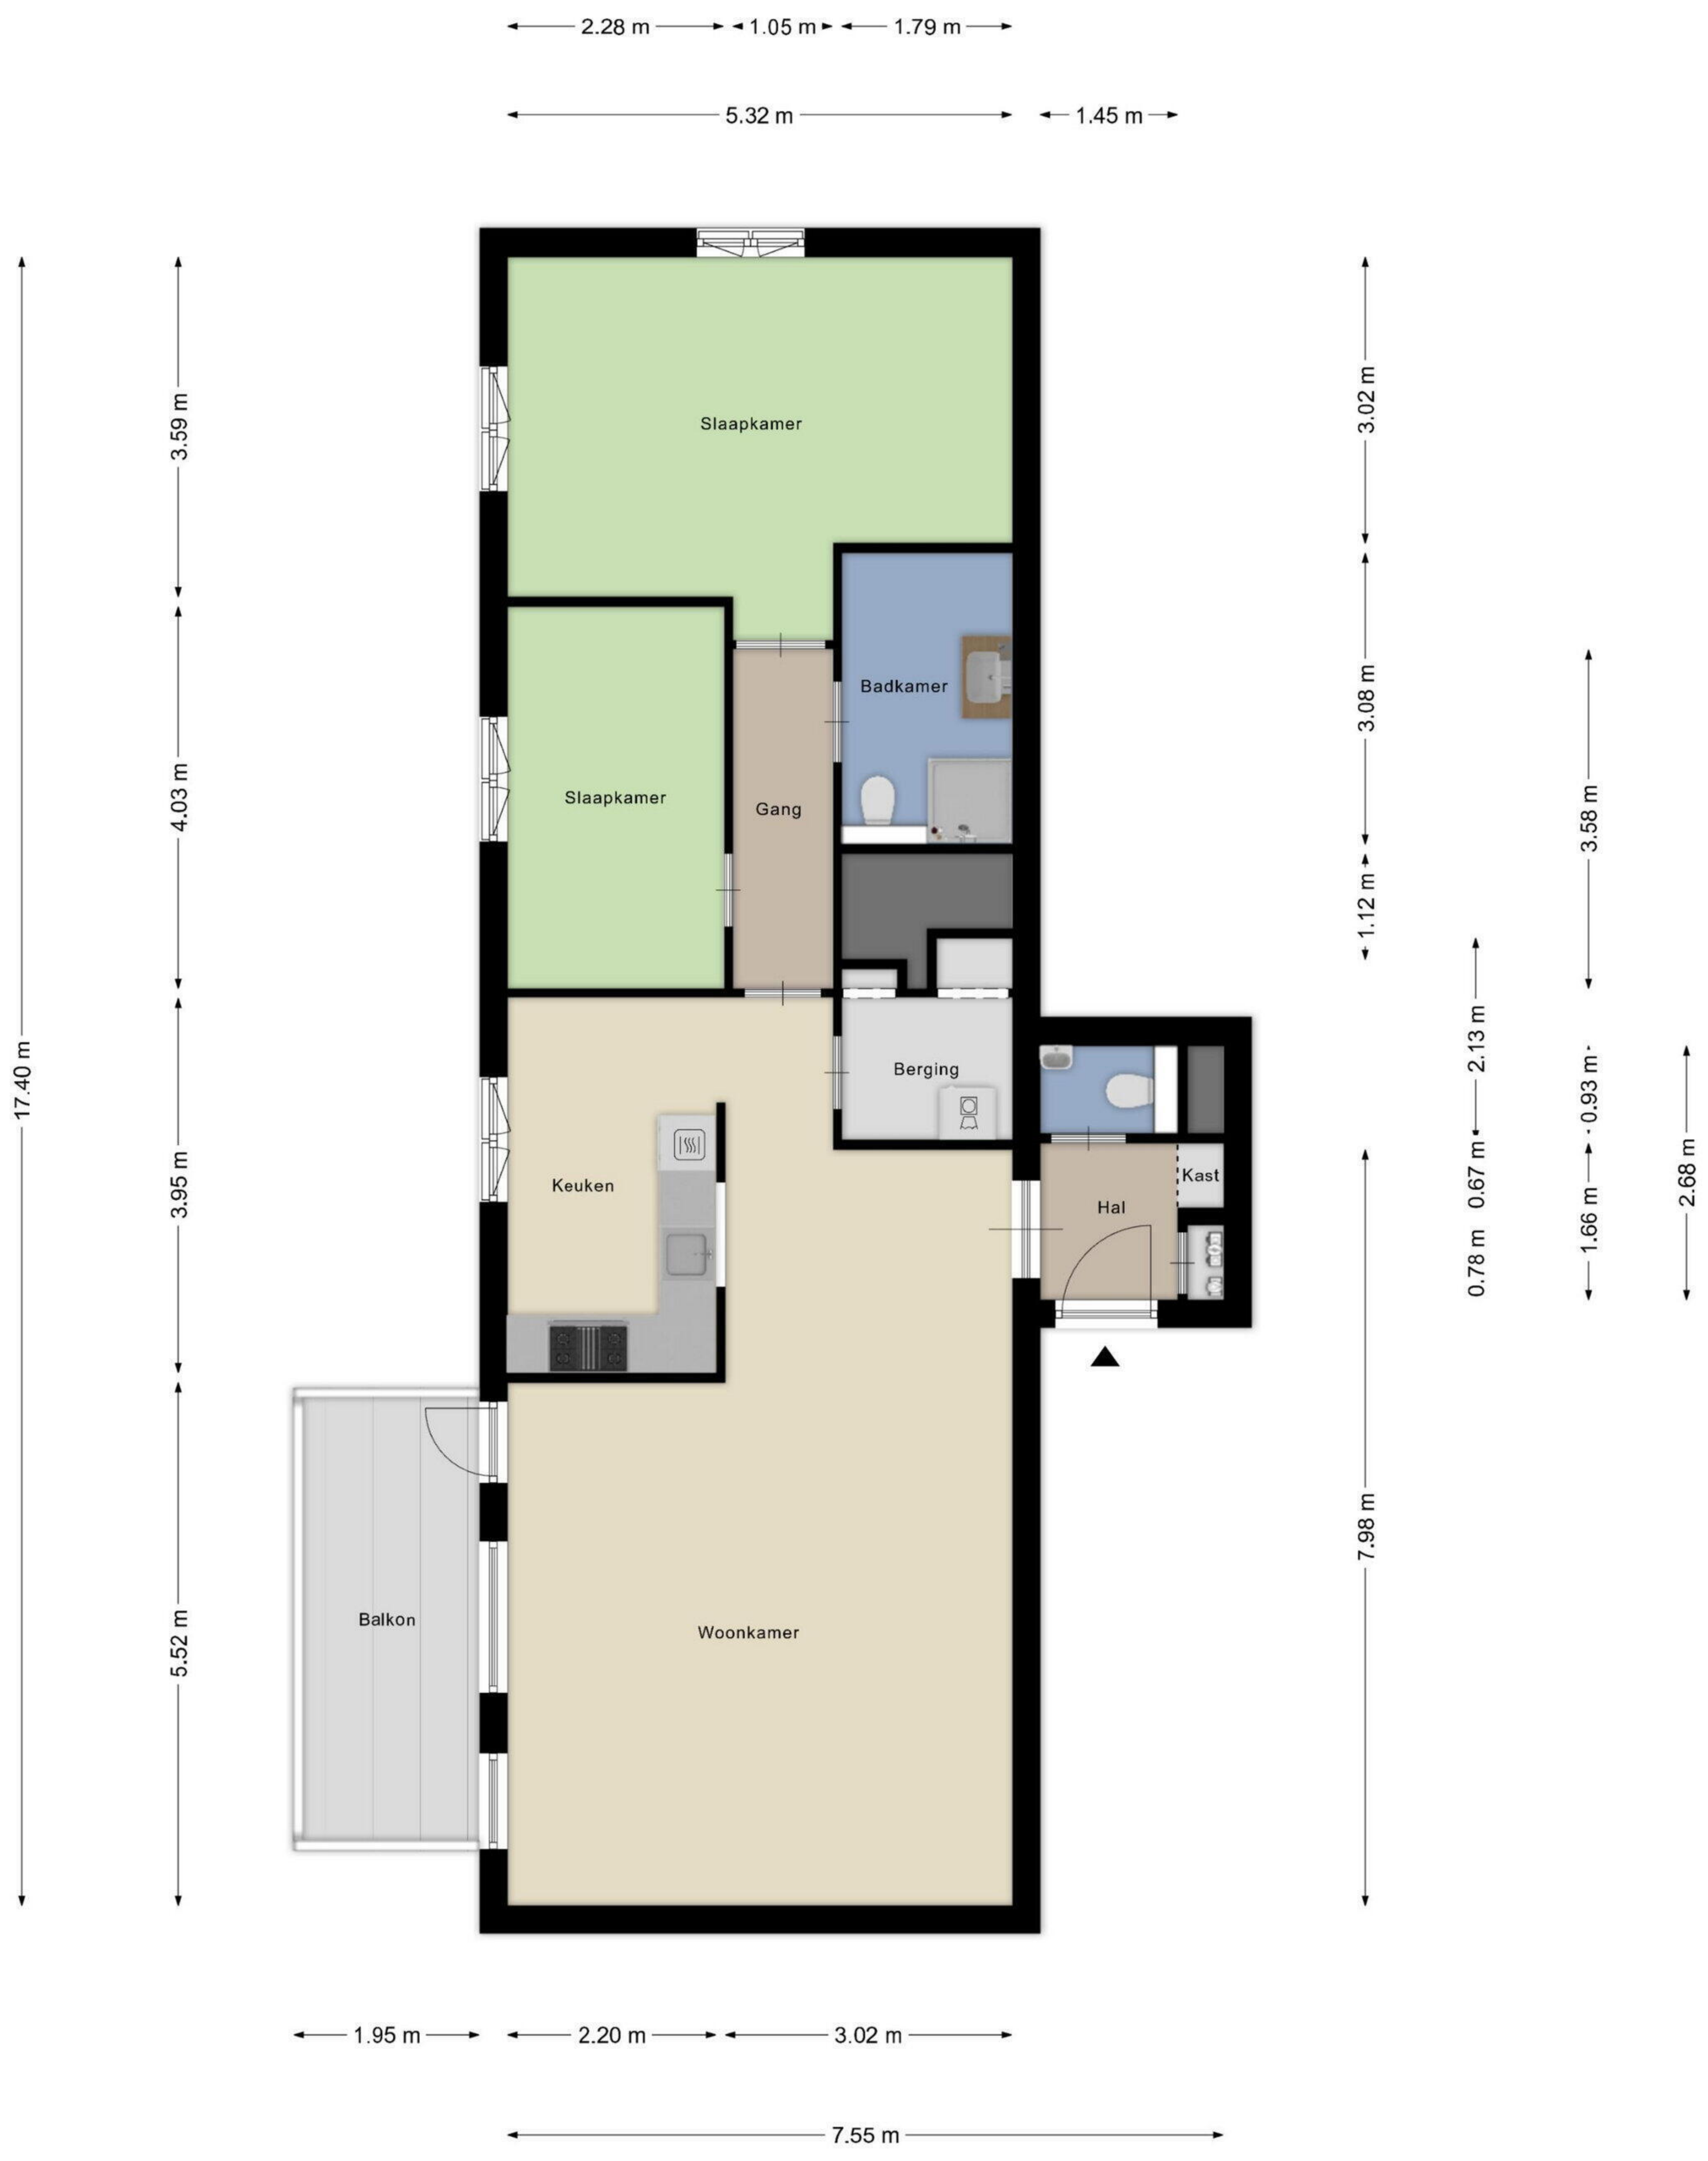 2.28 m
1.05 m
1.79 m
5.32 m
1.45 m
17.40 m
3.59 m
4.03 m
3.95 m
5.52 m
Slaapkamer
Badkamer
Slaapkamer
Gang
Berging
Keuken
Kast
Hal
Balkon
Woonkamer
3.02 m
3.08 m
1.12 m
7.98 m
2.13 m
0.67 m
0.78 m
3.58 m
0.93 m
1.66 m
2.68 m
1.95 m
2.20 m
3.02 m
7.55 m